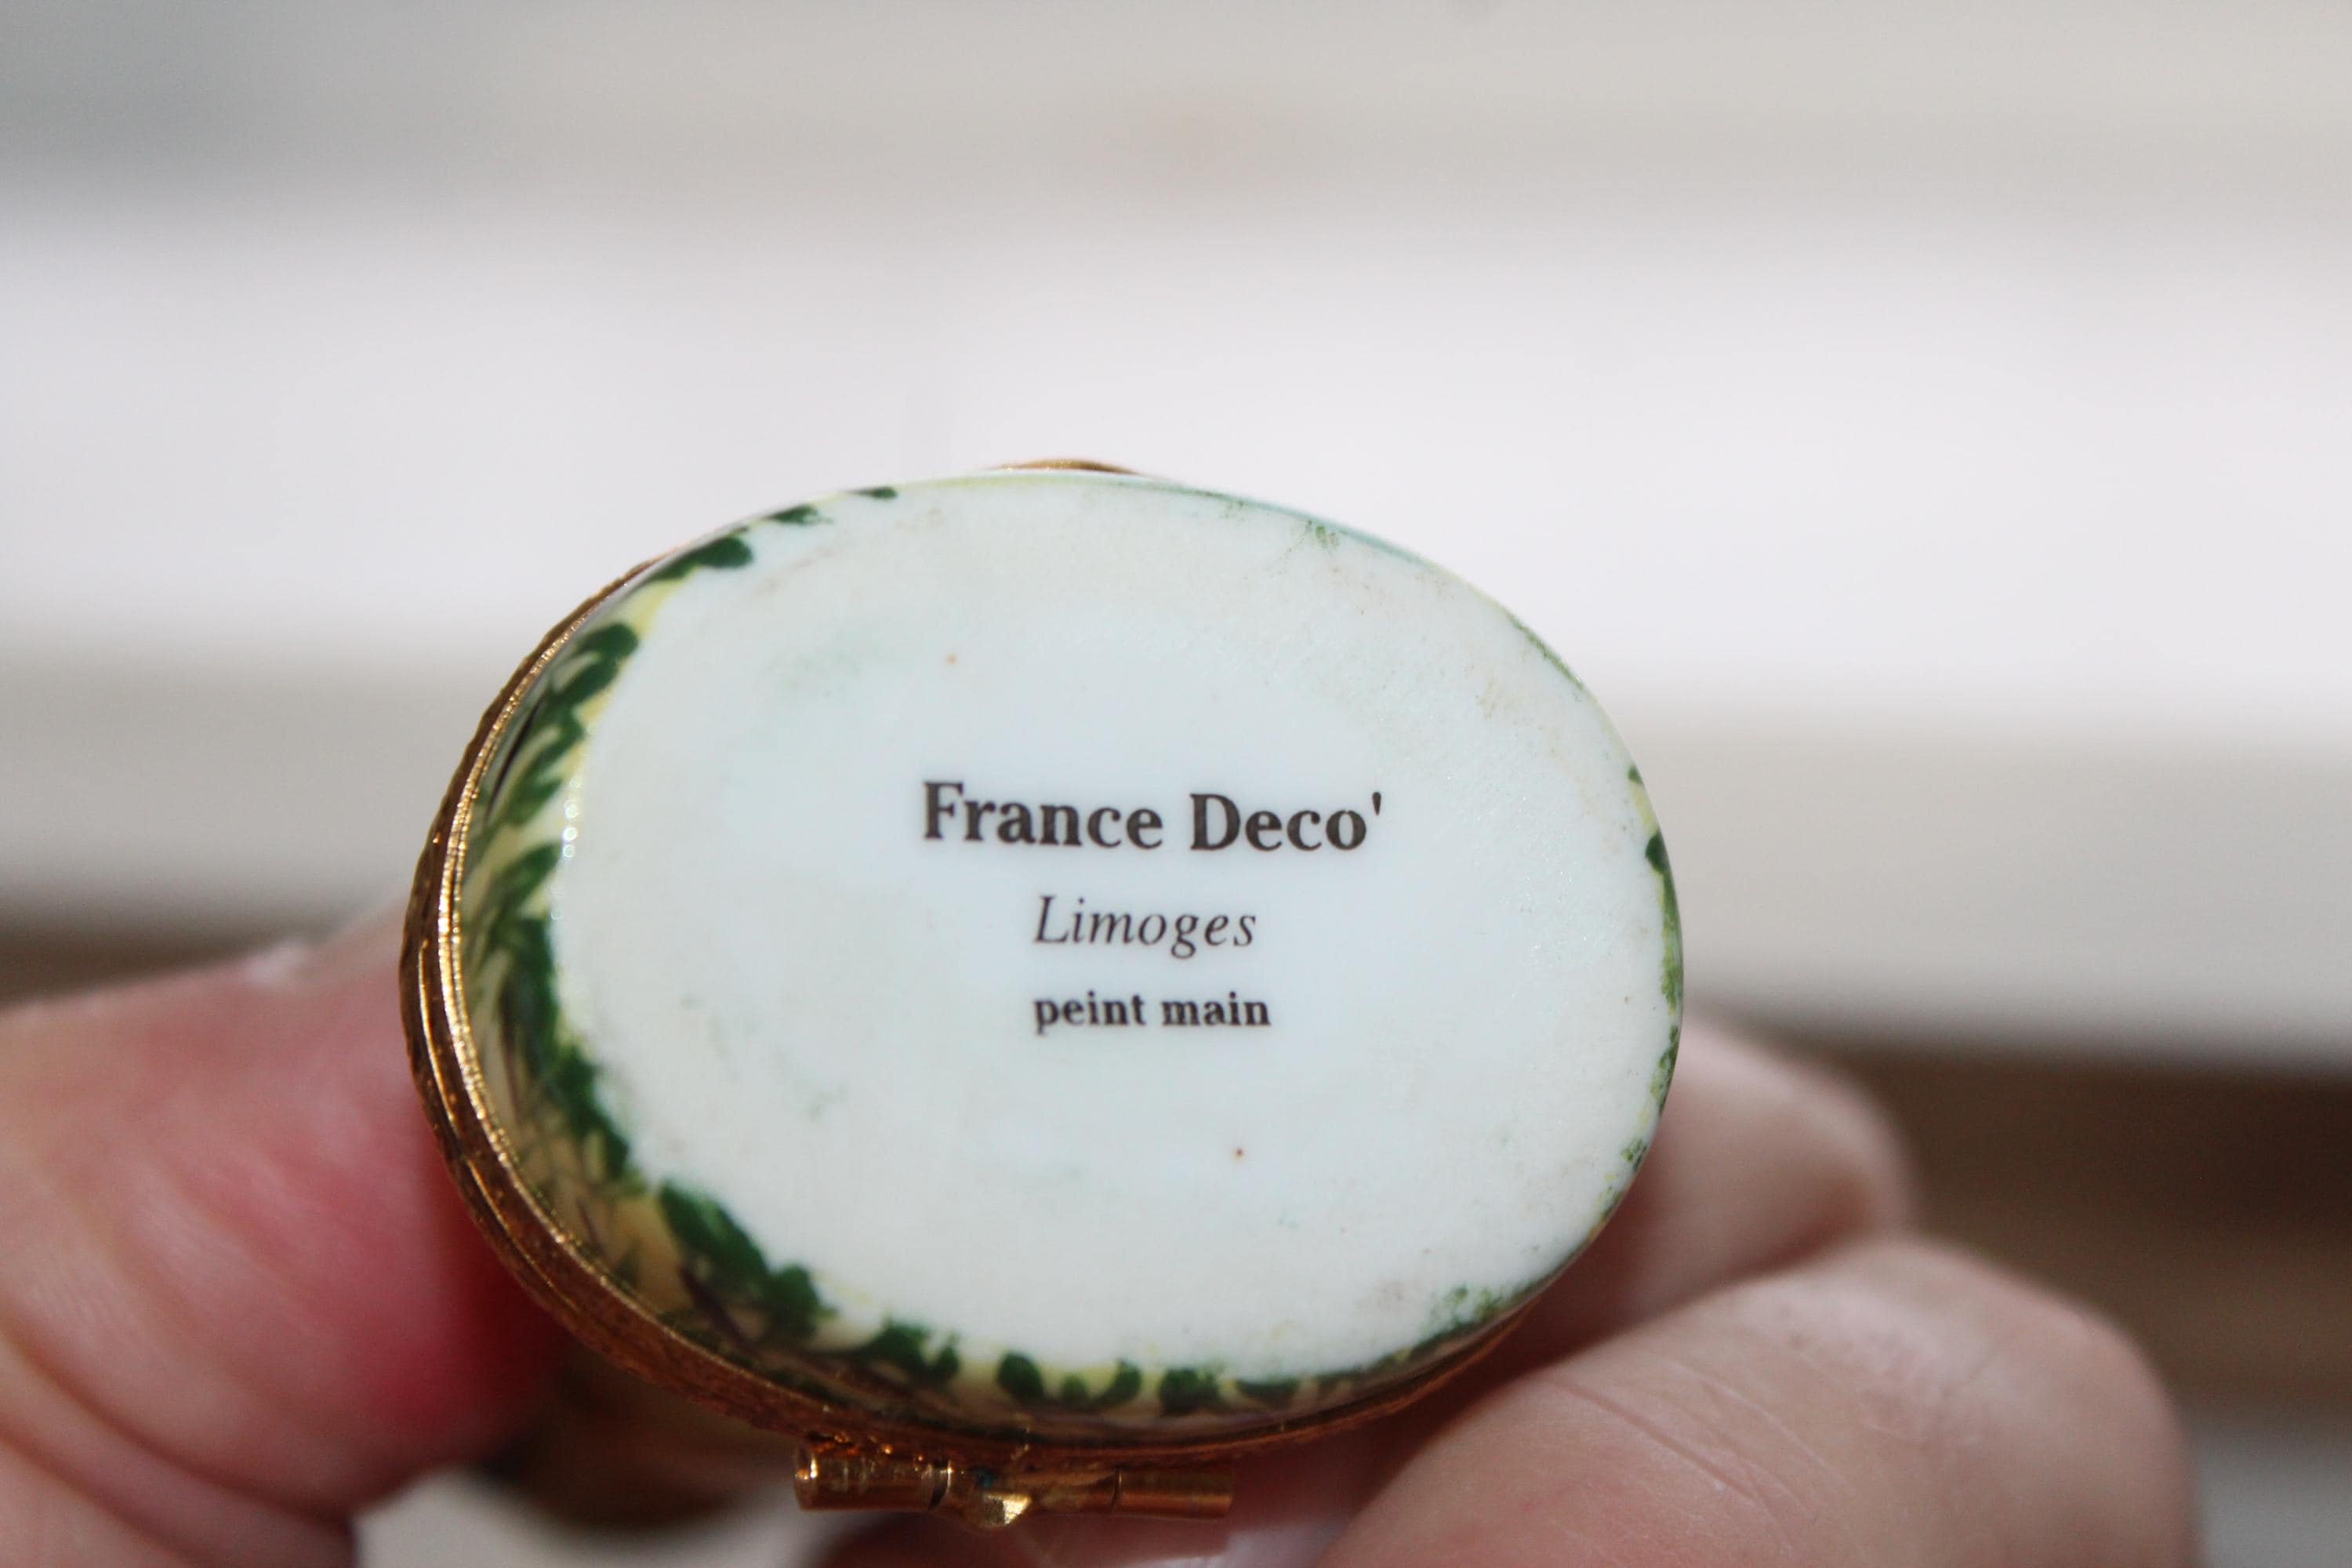 France Deco'
Limoges
peint main